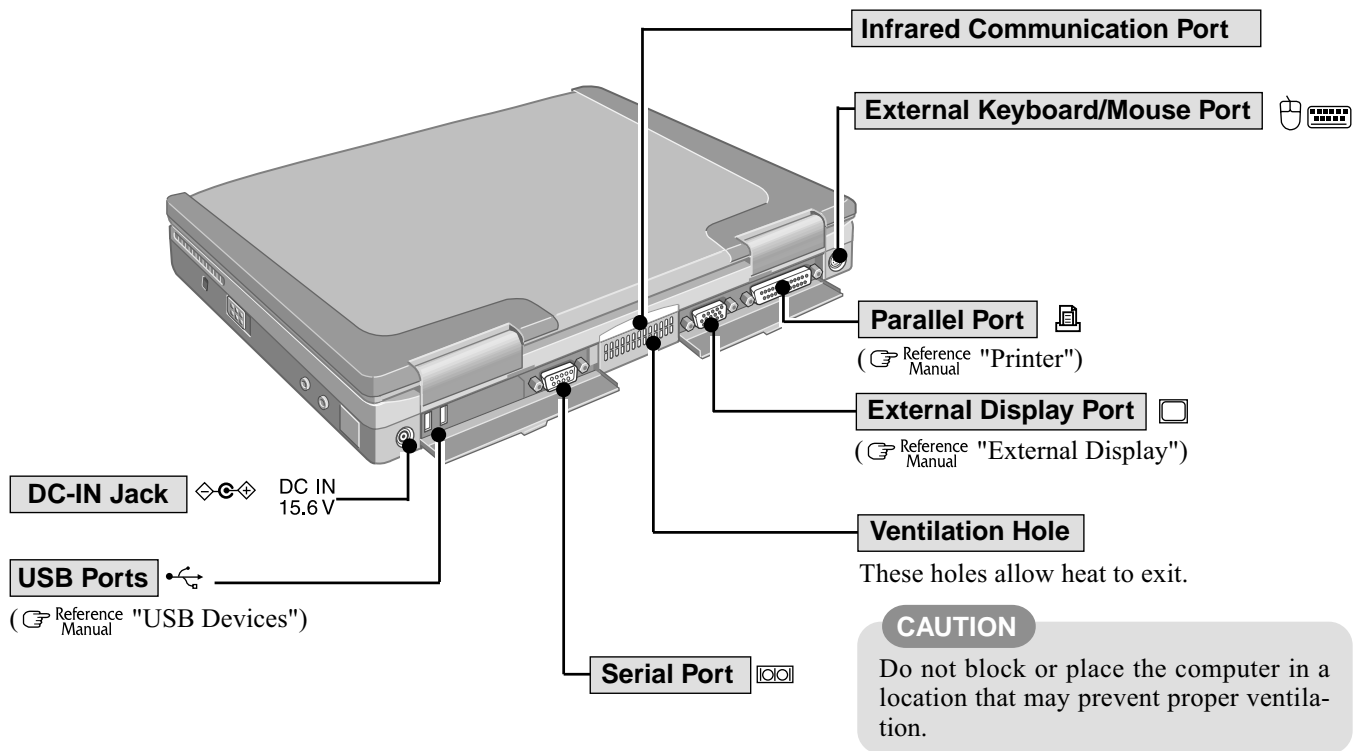 Infrared Communication Port
External Keyboard/Mouse Port
Parallel Port
( Reference Manual "Printer")
External Display Port
( Reference Manual "External Display")
DC-IN Jack
DC IN
15.6 V
Ventilation Hole
These holes allow heat to exit.
USB Ports
( Reference Manual "USB Devices")
CAUTION
Do not block or place the computer in a
location that may prevent proper ventila-
tion.
Serial Port